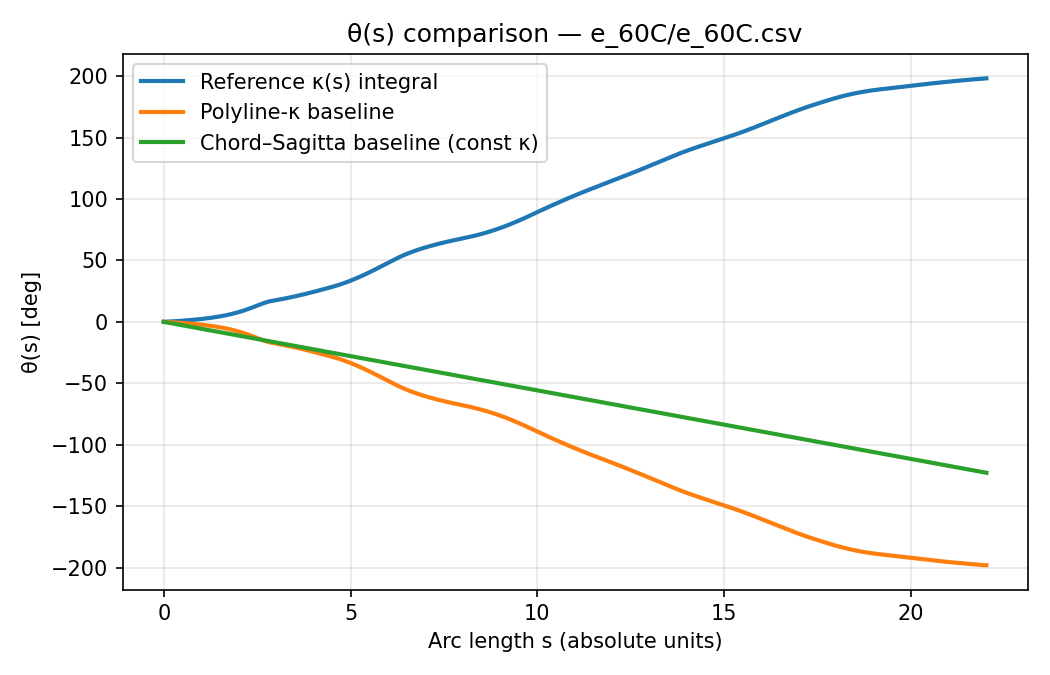 θ(s) comparison — e_60C/e_60C.csv
Reference κ(s) integral
Polyline-κ baseline
Chord–Sagitta baseline (const κ)
200
150
100
50
0
−50
−100
−150
−200
θ(s) [deg]
0 5 10 15 20
Arc length s (absolute units)